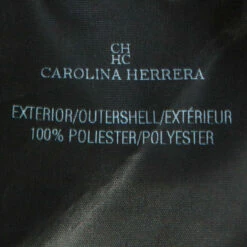 CH
HC
CAROLINA HERRERA
EXTERIOR/OUTERSHELL/EXTÉRIEUR
100% POLIESTER/POLYESTER